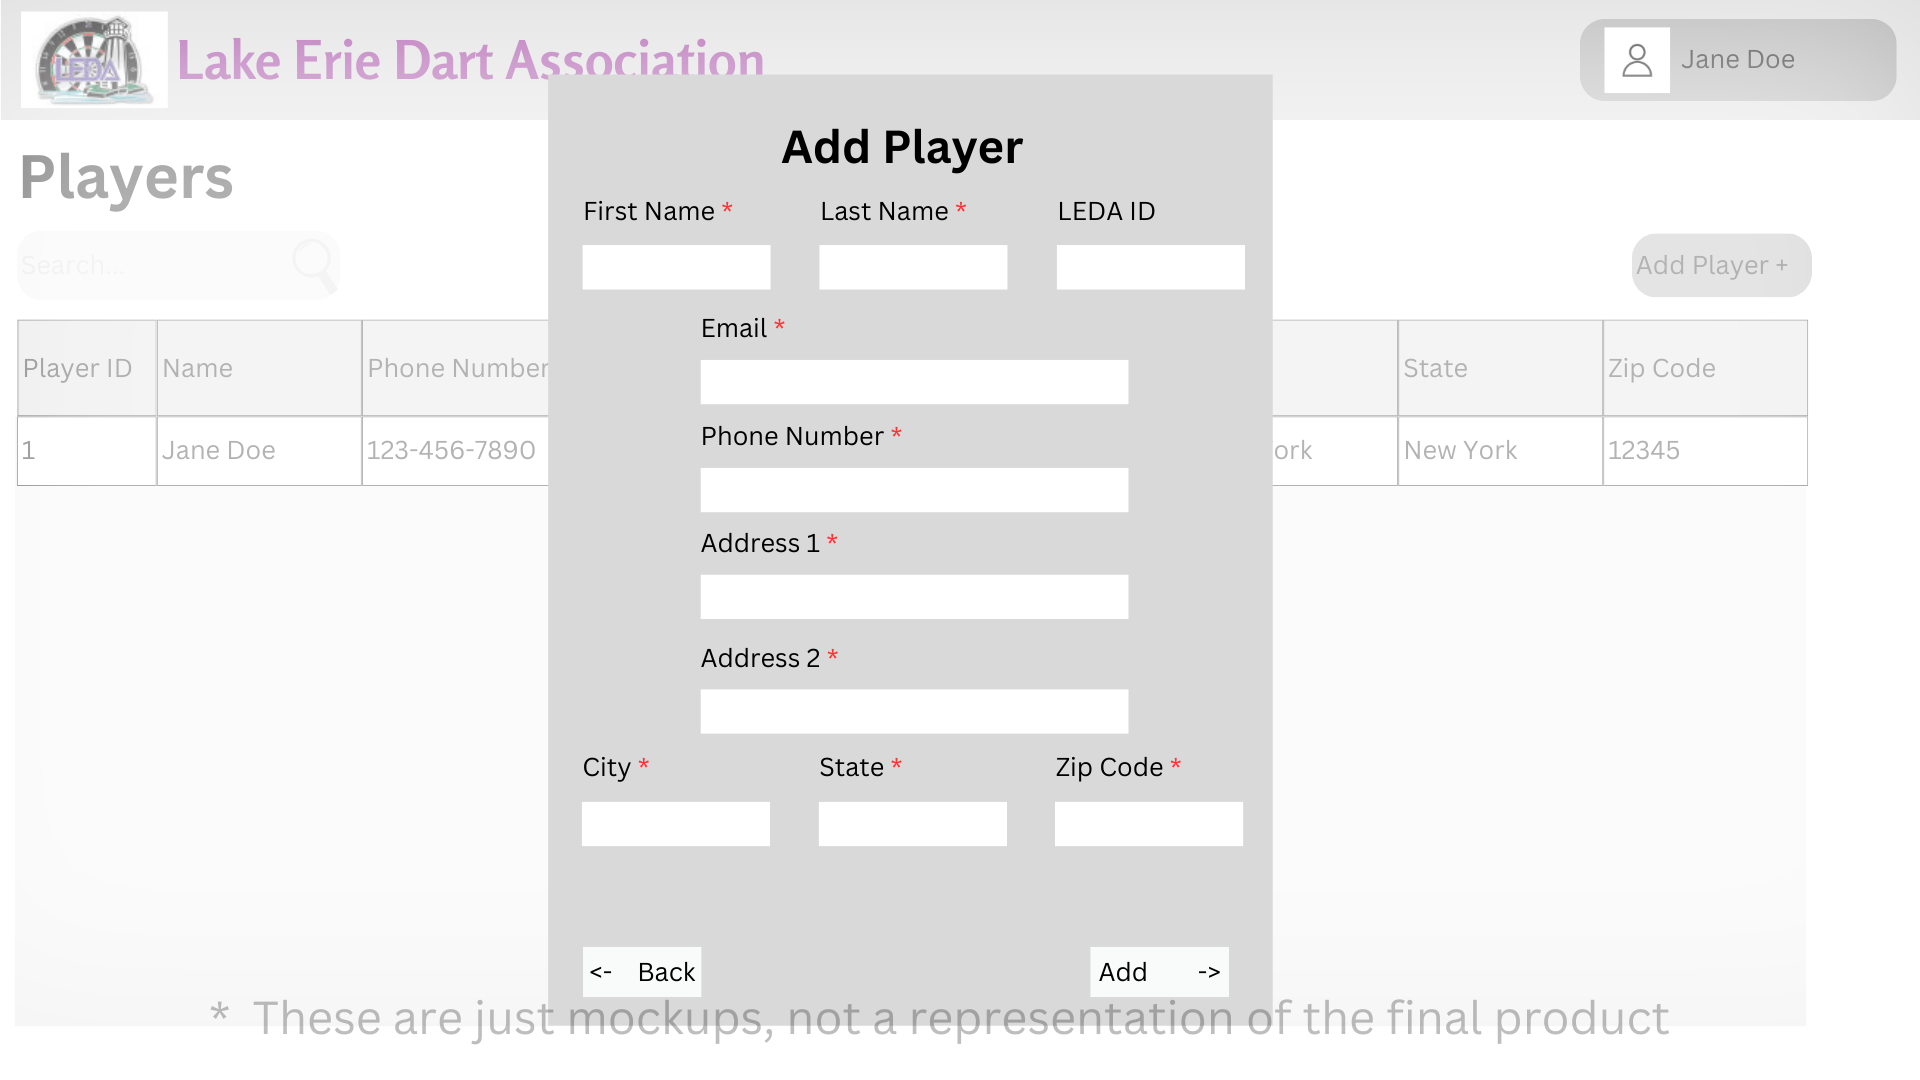 LEDA
Lake Erie Dart Association
Jane Doe
Players
Search...
Add Player +
Player ID Name Phone Number State Zip Code
1 Jane Doe 123-456-7890 ork New York 12345
Add Player
First Name * Last Name * LEDA ID
Email *
Phone Number *
Address 1 *
Address 2 *
City * State * Zip Code *
<- Back Add ->
* These are just mockups, not a representation of the final product